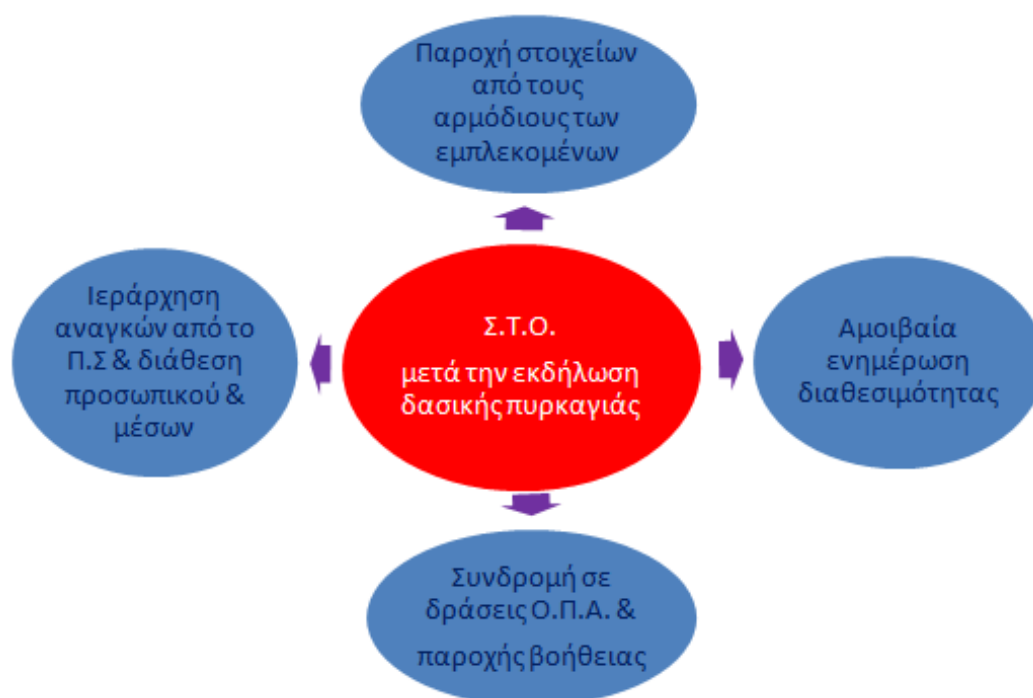 Παροχή στοιχείων
από τους
αρμόδιους των
εμπλεκομένων
Ιεράρχηση
αναγκών από το
Π.Σ & διάθεση
προσωπικού &
μέσων
Σ.Τ.Ο.
μετά την εκδήλωση
δασικής πυρκαγιάς
Αμοιβαία
ενημέρωση
διαθεσιμότητας
Συνδρομή σε
δράσεις Ο.Π.Α. &
παροχής βοήθειας